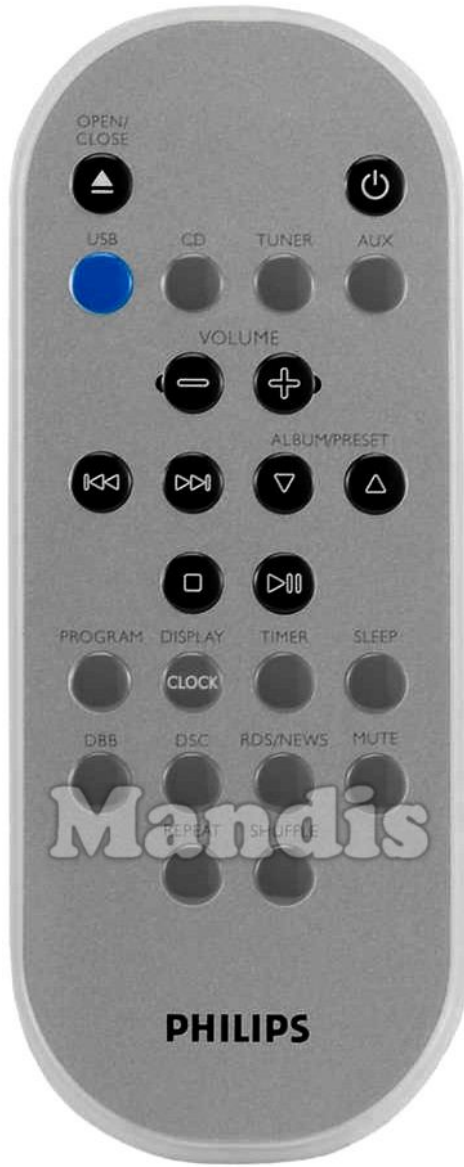 OPEN/
CLOSE
USB CD TUNER AUX
VOLUME
ALBUM/PRESET
PROGRAM DISPLAY TIMER SLEEP
CLOCK
DBB DSC RDS/NEWS MUTE
Mandis
REPEAT SHUFFLE
PHILIPS